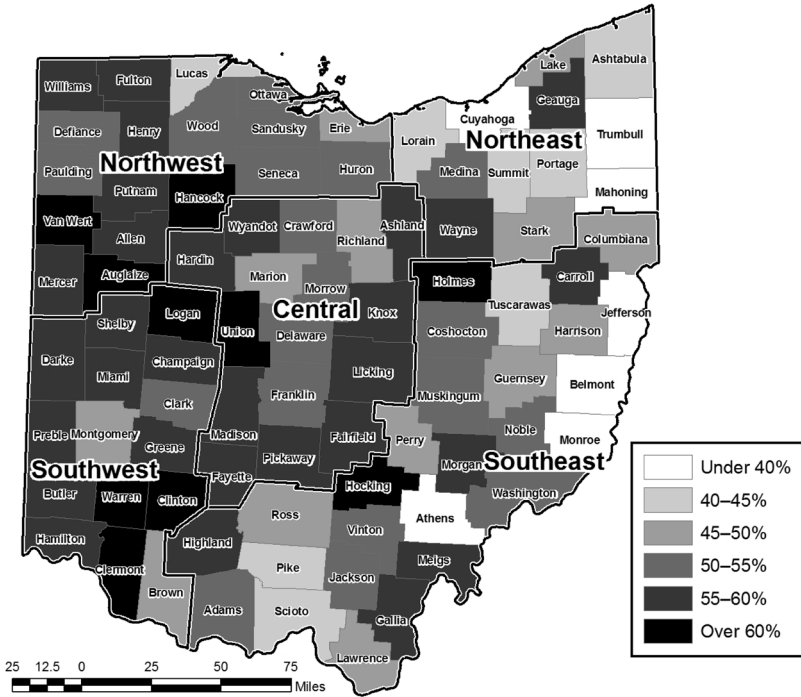 Williams
Fulton
Lucas
Ottawa
Lake
Ashtabula
Geauga
Defiance
Henry
Wood
Sandusky
Erie
Cuyahoga
Northeast
Trumbull
Lorain
Northwest
Paulding
Putnam
Hancock
Seneca
Huron
Medina
Summit
Portage
Mahoning
Van Wert
Allen
Wyandot
Crawford
Richland
Ashland
Wayne
Stark
Columbiana
Mercer
Auglaize
Hardin
Marion
Morrow
Holmes
Carroll
Central
Knox
Tuscarawas
Jefferson
Shelby
Logan
Union
Delaware
Coshocton
Harrison
Darke
Miami
Champaign
Clark
Franklin
Licking
Muskingum
Guernsey
Belmont
Preble
Montgomery
Greene
Madison
Pickaway
Fairfield
Perry
Noble
Monroe
Southwest
Morgan
Southeast
Butler
Warren
Clinton
Fayette
Hocking
Washington
Hamilton
Highland
Ross
Vinton
Athens
Clermont
Brown
Pike
Jackson
Meigs
Adams
Scioto
Gallia
Lawrence
Under 40%
40–45%
45–50%
50–55%
55–60%
Over 60%
25 12.5 0 25 50 75
Miles